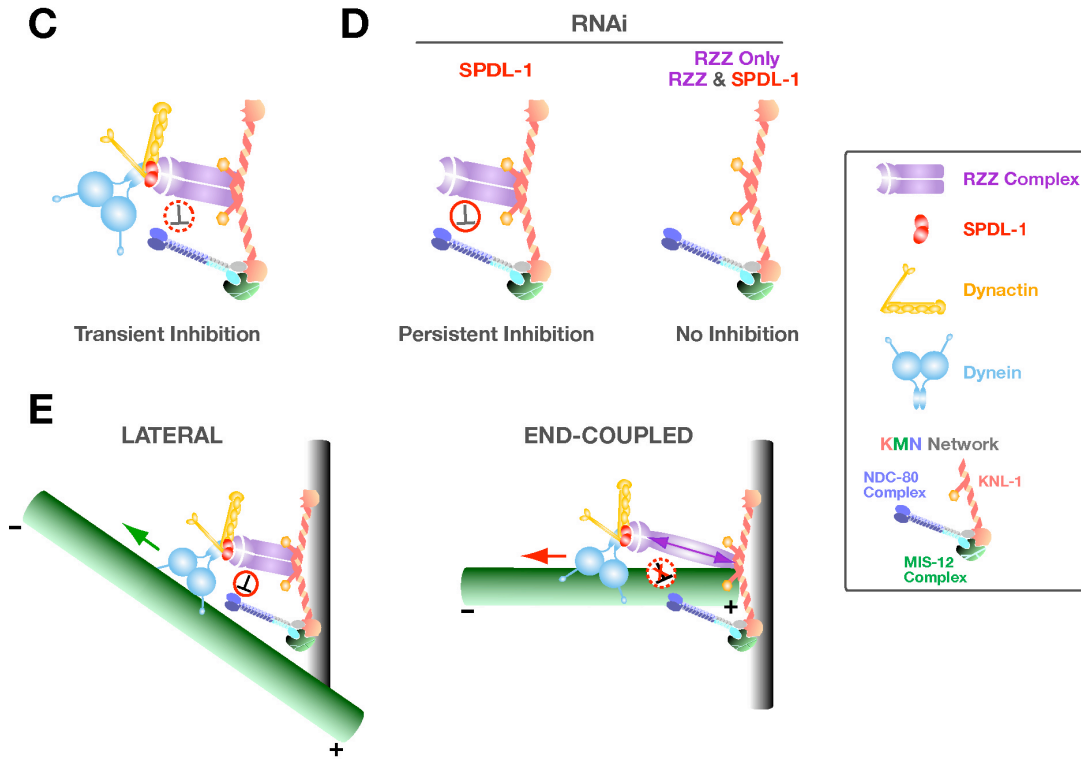 C
D
RNAi
SPDL-1
RZZ Only
RZZ & SPDL-1
Transient Inhibition
Persistent Inhibition
No Inhibition
RZZ Complex
SPDL-1
Dynactin
Dynein
KMN Network
NDC-80
Complex
KNL-1
MIS-12
Complex
E
LATERAL
END-COUPLED
–
+
–
+